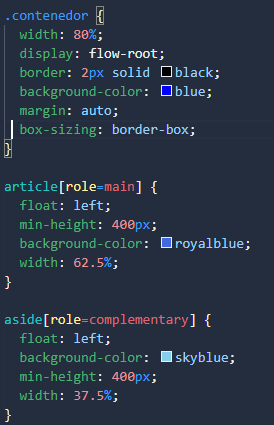 .contenedor {
width: 80%;
display: flow-root;
border: 2px solid black;
background-color: blue;
margin: auto;
box-sizing: border-box;
}
article[role=main] {
float: left;
min-height: 400px;
background-color: royalblue;
width: 62.5%;
}
aside[role=complementary] {
float: left;
background-color: skyblue;
min-height: 400px;
width: 37.5%;
}